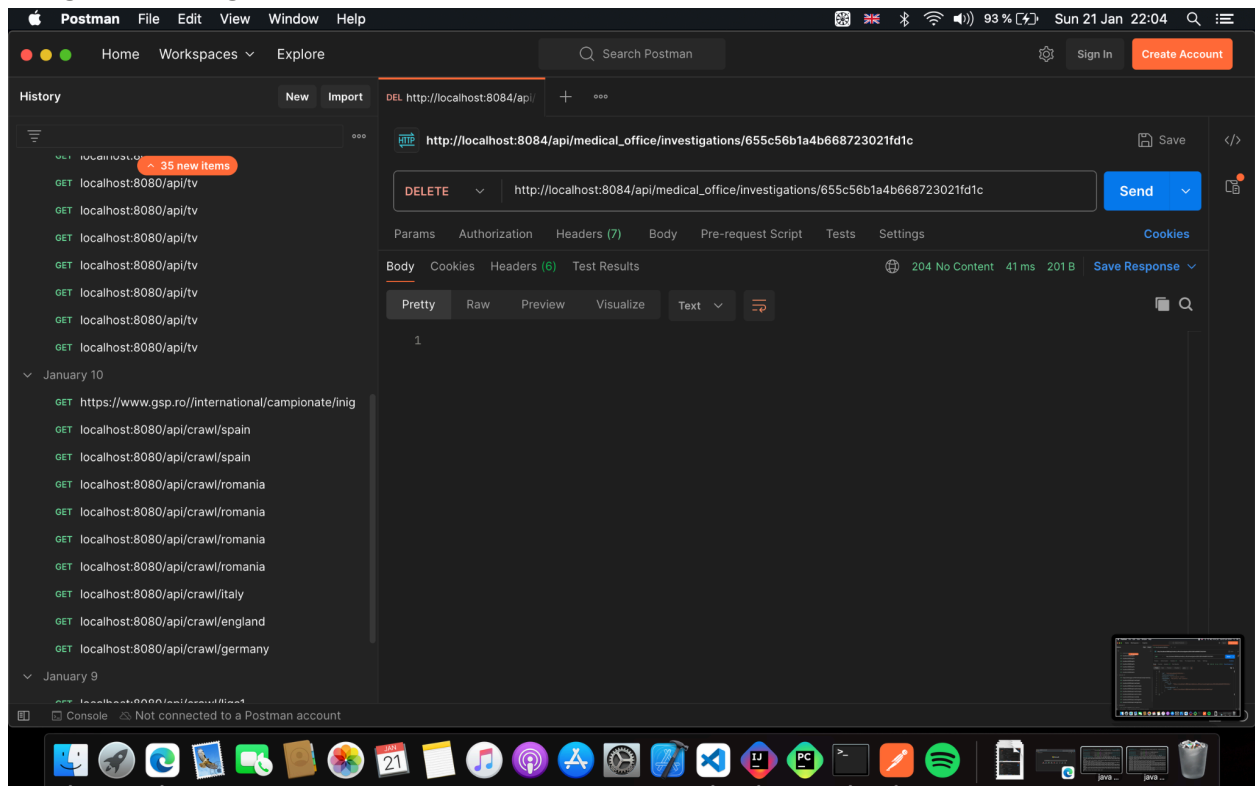 Postman File Edit View Window Help 93 % Sun 21 Jan 22:04
Home Workspaces Explore Search Postman Sign In Create Account
History New Import DEL http://localhost:8084/api/
HTTP http://localhost:8084/api/medical_office/investigations/655c56b1a4b668723021fd1c Save </>
35 new items
GET localhost:8080/api/tv
DELETE http://localhost:8084/api/medical_office/investigations/655c56b1a4b668723021fd1c Send
GET localhost:8080/api/tv
GET localhost:8080/api/tv
Params Authorization Headers (7) Body Pre-request Script Tests Settings Cookies
GET localhost:8080/api/tv
Body Cookies Headers (6) Test Results 204 No Content 41 ms 201 B Save Response
GET localhost:8080/api/tv
Pretty Raw Preview Visualize Text
GET localhost:8080/api/tv
GET localhost:8080/api/tv
1
January 10
GET https://www.gsp.ro//international/campionate/inig
GET localhost:8080/api/crawl/spain
GET localhost:8080/api/crawl/spain
GET localhost:8080/api/crawl/romania
GET localhost:8080/api/crawl/romania
GET localhost:8080/api/crawl/romania
GET localhost:8080/api/crawl/romania
GET localhost:8080/api/crawl/italy
GET localhost:8080/api/crawl/england
GET localhost:8080/api/crawl/germany
January 9
Console Not connected to a Postman account
JAN
21
IJ
PC
java ... java ...